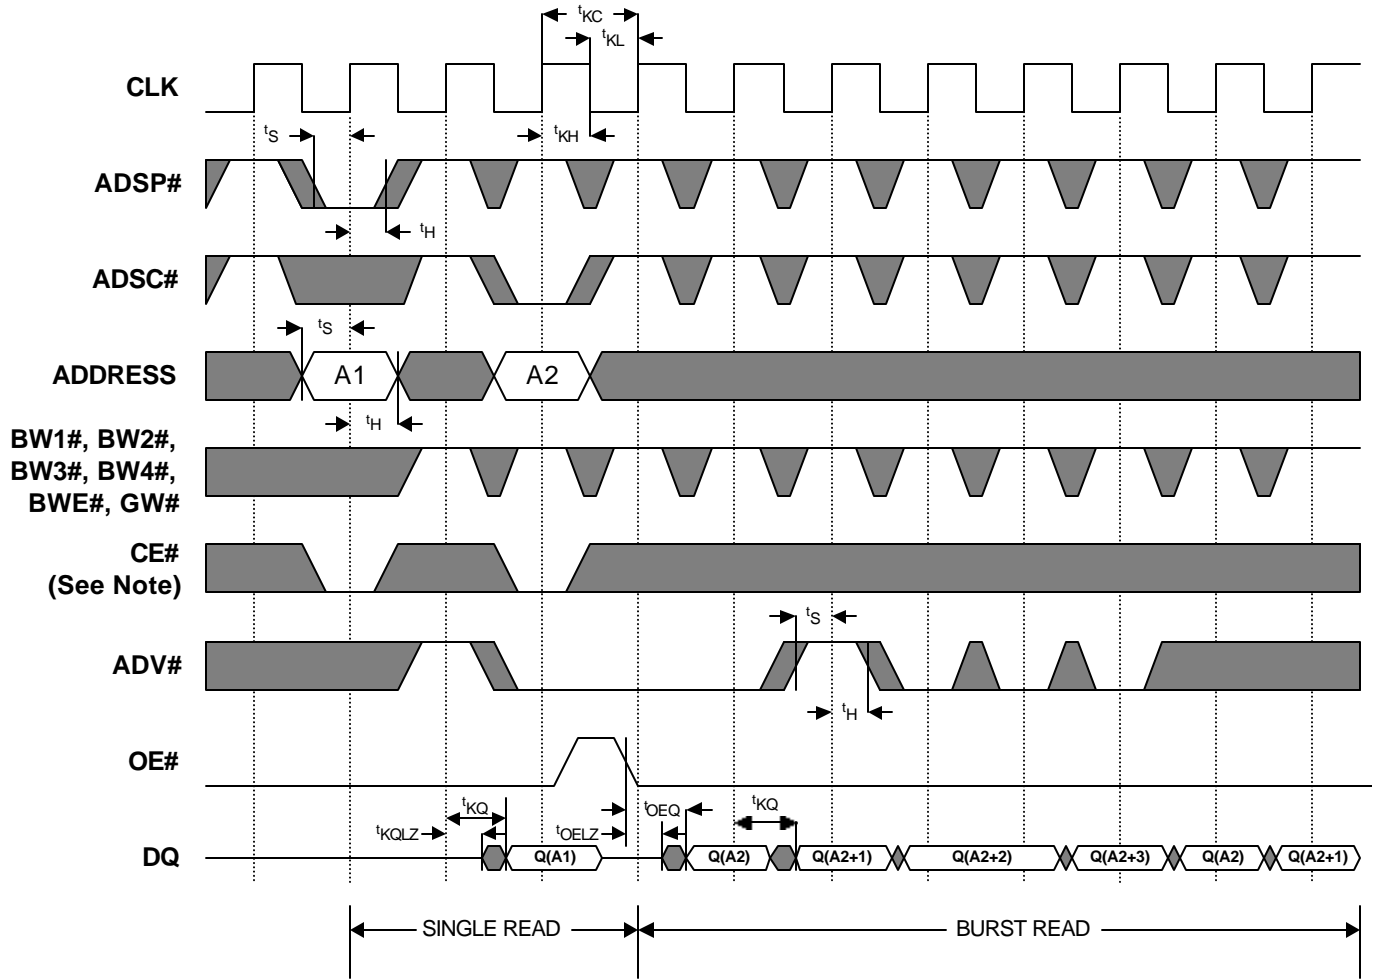 tKC
tKL
CLK
tS
tKH
ADSP#
tH
ADSC#
tS
ADDRESS
A1
A2
tH
BW1#, BW2#,
BW3#, BW4#,
BWE#, GW#
CE#
(See Note)
tS
ADV#
tH
OE#
tKQ
tOEQ
tKQ
tKQLZ
tOELZ
DQ
Q(A1)
Q(A2)
Q(A2+1)
Q(A2+2)
Q(A2+3)
Q(A2)
Q(A2+1)
SINGLE READ
BURST READ